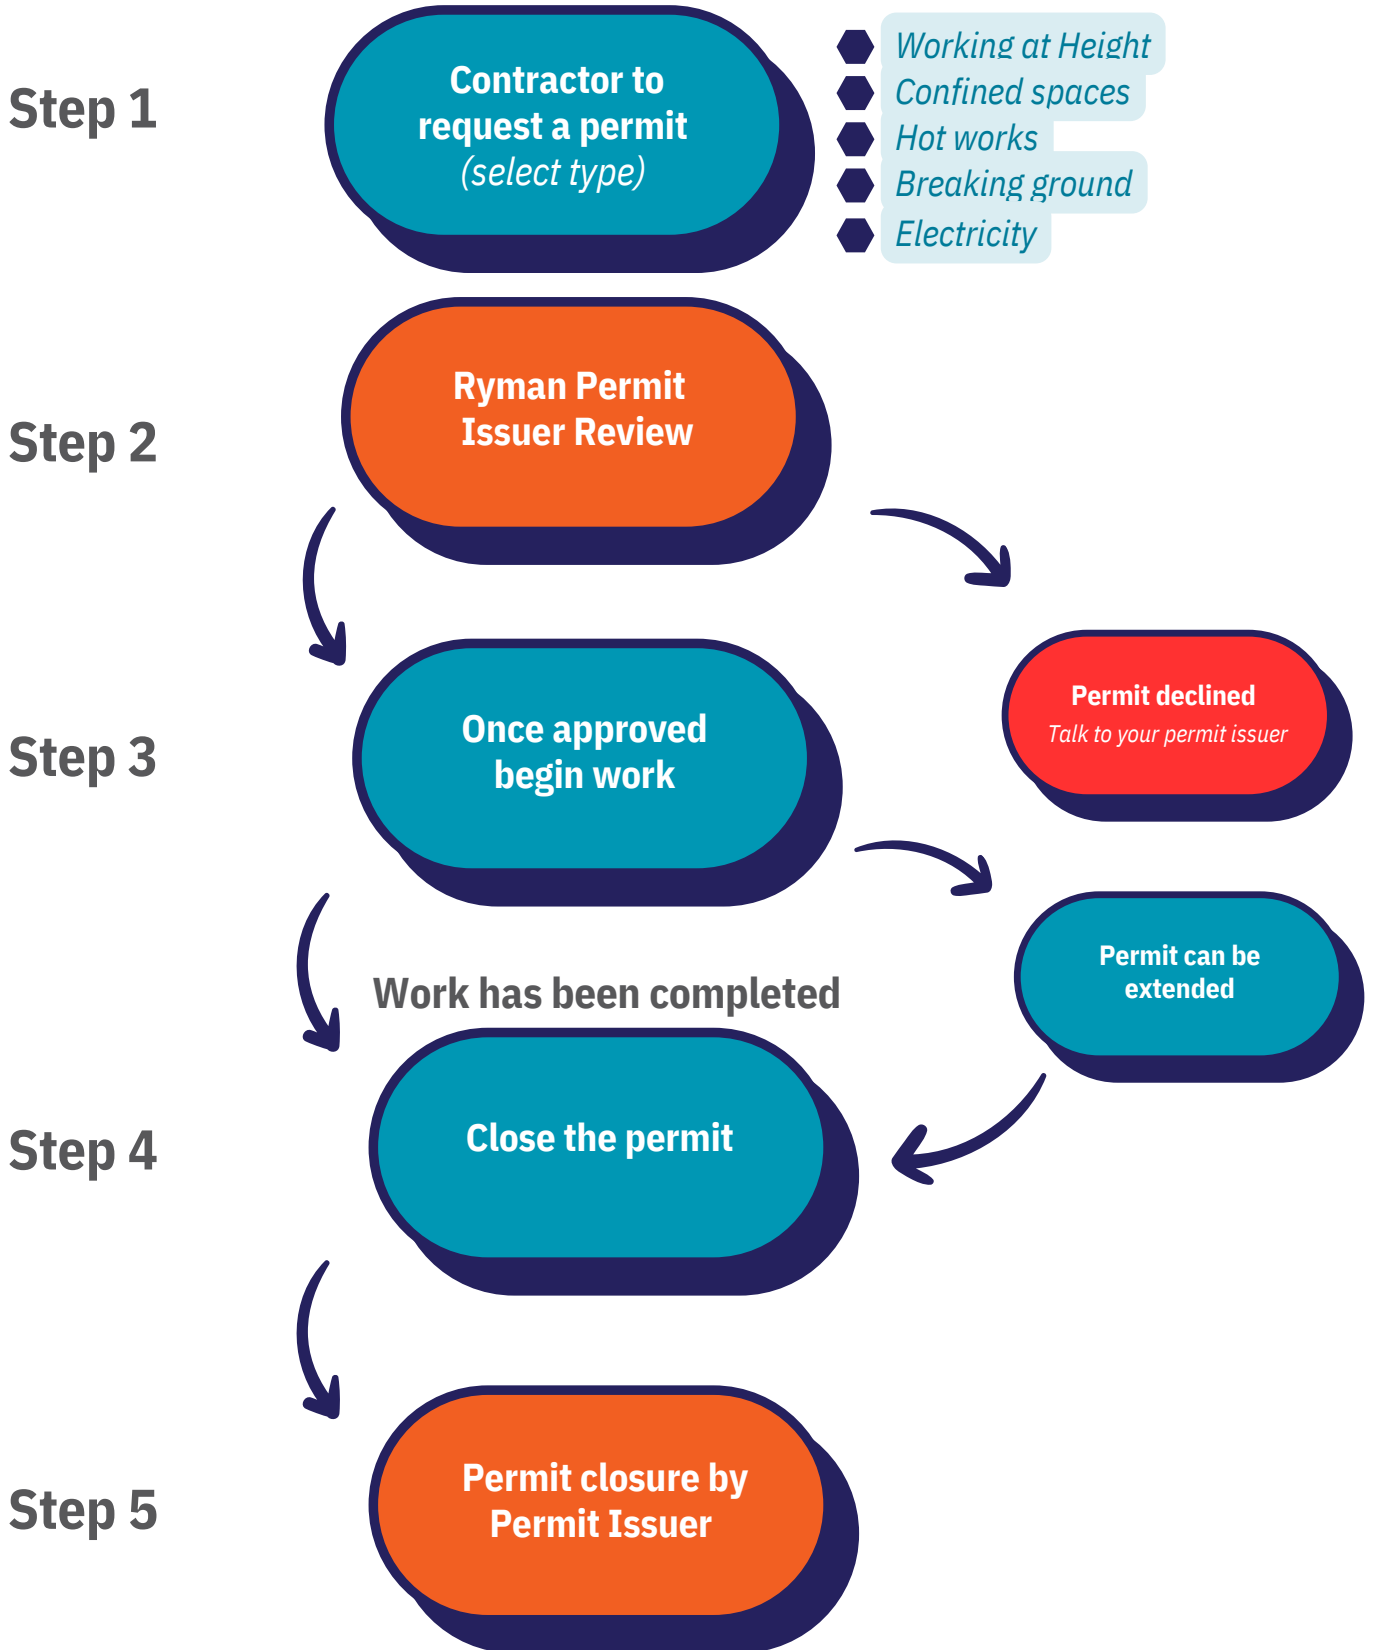 Step 1
Contractor to
request a permit
(select type)
Working at Height
Confined spaces
Hot works
Breaking ground
Electricity
Step 2
Ryman Permit
Issuer Review
Step 3
Once approved
begin work
Permit declined
Talk to your permit issuer
Permit can be
extended
Work has been completed
Step 4
Close the permit
Step 5
Permit closure by
Permit Issuer